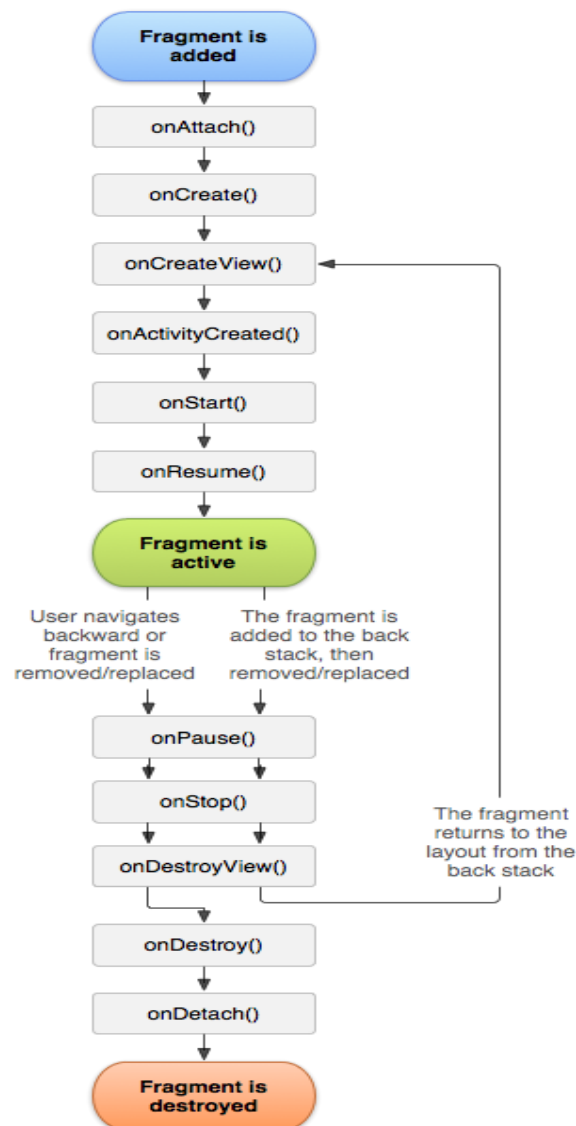 Fragment is
added
onAttach()
onCreate()
onCreateView()
onActivityCreated()
onStart()
onResume()
Fragment is
active
User navigates
backward or
fragment is
removed/replaced
The fragment is
added to the back
stack, then
removed/replaced
onPause()
onStop()
onDestroyView()
The fragment
returns to the
layout from the
back stack
onDestroy()
onDetach()
Fragment is
destroyed